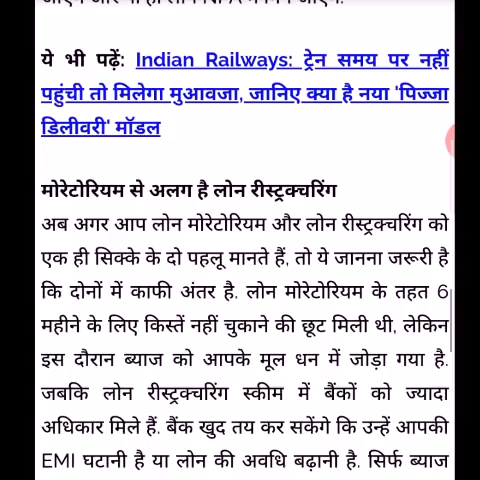 ये भी पढ़ें: Indian Railways: ट्रेन समय पर नहीं
पहुंची तो मिलेगा मुआवजा, जानिए क्या है नया 'पिज्जा
डिलीवरी' मॉडल
मोरेटोरियम से अलग है लोन रीस्ट्रक्चरिंग
अब अगर आप लोन मोरेटोरियम और लोन रीस्ट्रक्चरिंग को
एक ही सिक्के के दो पहलू मानते हैं, तो ये जानना जरूरी है
कि दोनों में काफी अंतर है. लोन मोरेटोरियम के तहत 6
महीने के लिए किस्तें नहीं चुकाने की छूट मिली थी, लेकिन
इस दौरान ब्याज को आपके मूल धन में जोड़ा गया है.
जबकि लोन रीस्ट्रक्चरिंग स्कीम में बैंकों को ज्यादा
अधिकार मिले हैं. बैंक खुद तय कर सकेंगे कि उन्हें आपकी
EMI घटानी है या लोन की अवधि बढ़ानी है. सिर्फ ब्याज